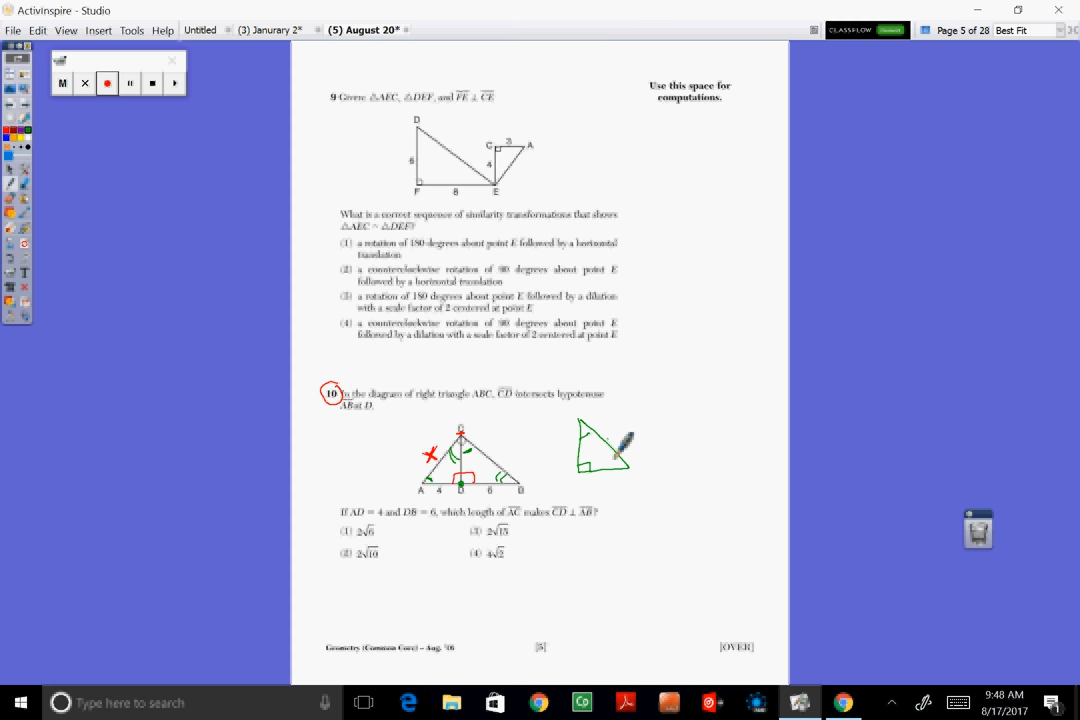 ActivInspire - Studio
File Edit View Insert Tools Help Untitled (3) Janurary 2* (5) August 20* CLASSFLOW Page 5 of 28 Best Fit
M
Use this space for
computations.
9 Given: △AEC, △DEF, and FE ⊥ CE
D
C 3 A
6 4
F 8 E
What is a correct sequence of similarity transformations that shows
△AEC ~ △DEF?
(1) a rotation of 180 degrees about point E followed by a horizontal
translation
(2) a counterclockwise rotation of 90 degrees about point E
followed by a horizontal translation
(3) a rotation of 180 degrees about point E followed by a dilation
with a scale factor of 2 centered at point E
(4) a counterclockwise rotation of 90 degrees about point E
followed by a dilation with a scale factor of 2 centered at point E
10 In the diagram of right triangle ABC, CD intersects hypotenuse
AB at D.
C
x
A 4 D 6 B
If AD = 4 and DB = 6, which length of AC makes CD ⊥ AB?
(1) 2√6 (3) 2√15
(2) 2√10 (4) 4√2
Geometry (Common Core) – Aug. '16 [5] [OVER]
Type here to search
9:48 AM
8/17/2017